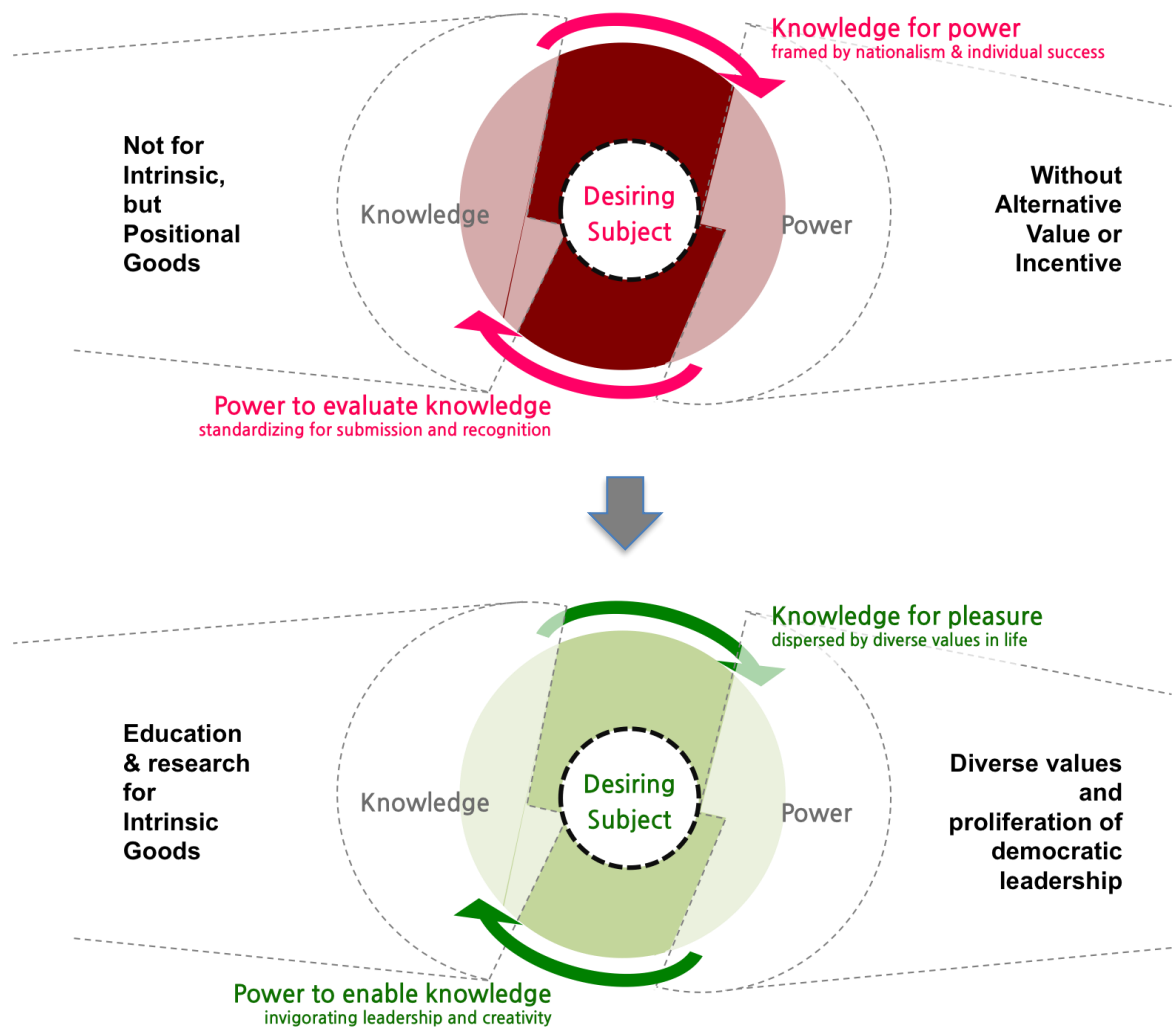 Knowledge for power
framed by nationalism & individual success
Not for
Intrinsic,
but
Positional
Goods
Knowledge
Desiring
Subject
Power
Without
Alternative
Value or
Incentive
Power to evaluate knowledge
standardizing for submission and recognition
Knowledge for pleasure
dispersed by diverse values in life
Education
& research
for
Intrinsic
Goods
Knowledge
Desiring
Subject
Power
Diverse values
and
proliferation of
democratic
leadership
Power to enable knowledge
invigorating leadership and creativity